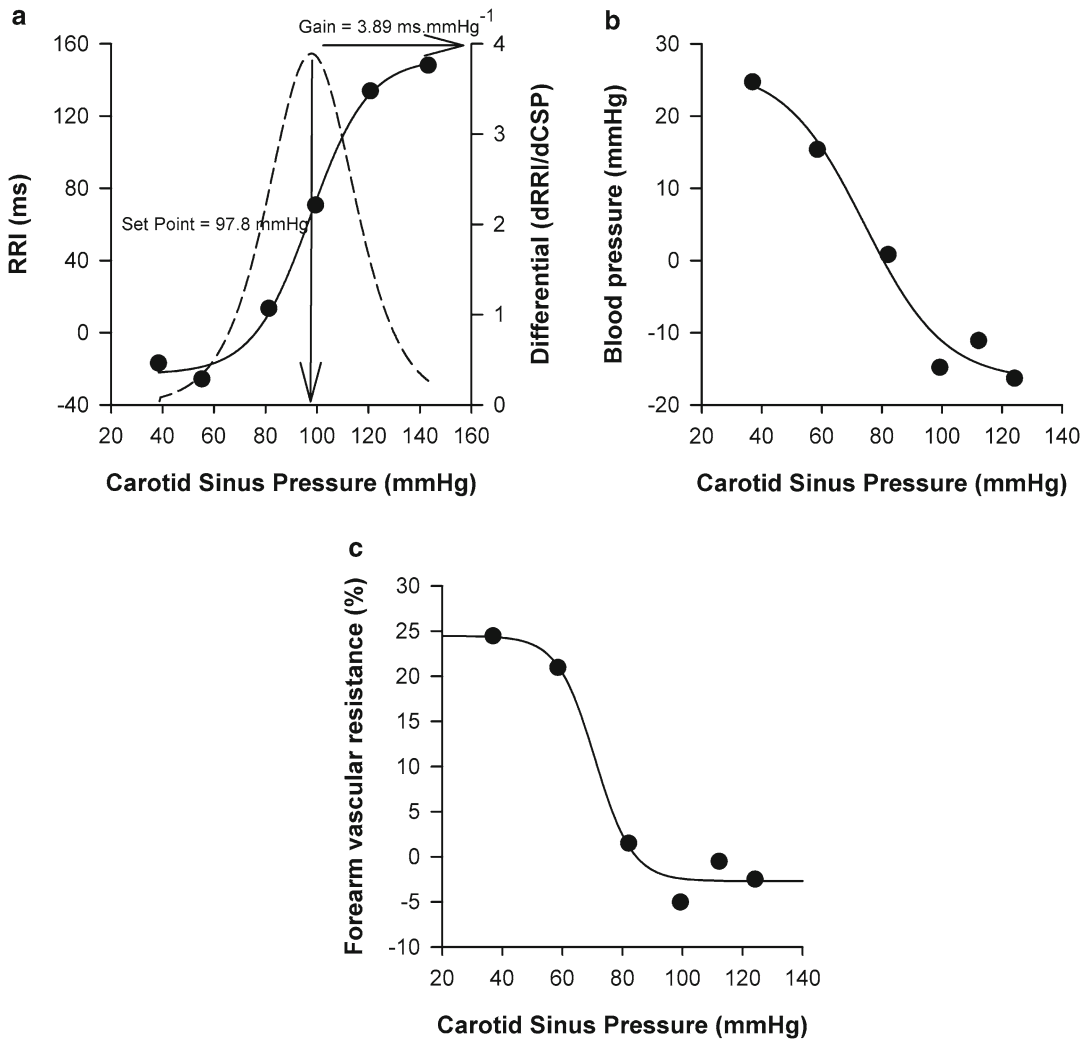 a
Gain = 3.89 ms.mmHg-1
160
120
80
40
0
-40
RRI (ms)
Set Point = 97.8 mmHg
4
3
2
1
0
Differential (dRRI/dCSP)
20 40 60 80 100 120 140 160
Carotid Sinus Pressure (mmHg)
b
30
20
10
0
-10
-20
Blood pressure (mmHg)
20 40 60 80 100 120 140
Carotid Sinus Pressure (mmHg)
c
30
25
20
15
10
5
0
-5
-10
Forearm vascular resistance (%)
20 40 60 80 100 120 140
Carotid Sinus Pressure (mmHg)